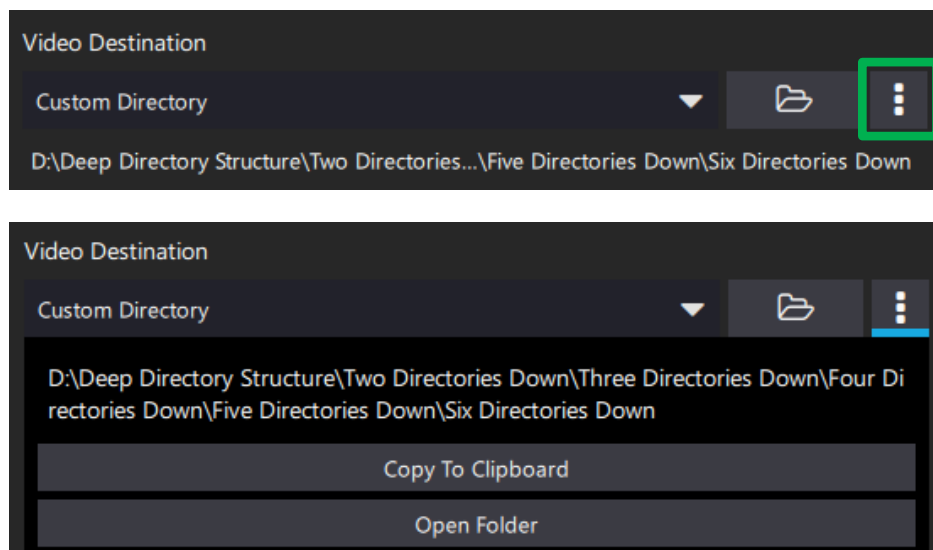 Video Destination
Custom Directory
D:\Deep Directory Structure\Two Directories...\Five Directories Down\Six Directories Down
Video Destination
Custom Directory
D:\Deep Directory Structure\Two Directories Down\Three Directories Down\Four Di
rectories Down\Five Directories Down\Six Directories Down
Copy To Clipboard
Open Folder